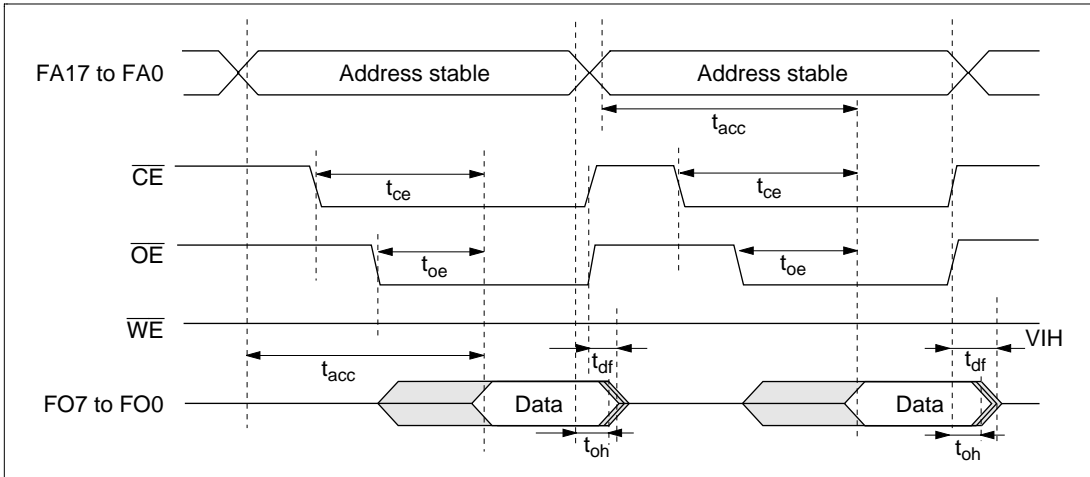 FA17 to FA0
Address stable
Address stable
tacc
CE
tce
tce
OE
toe
toe
WE
VIH
tacc
tdf
tdf
FO7 to FO0
Data
Data
toh
toh